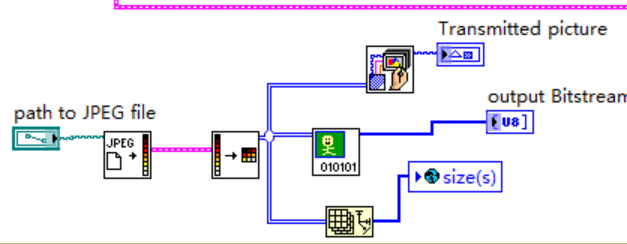 Transmitted picture
output Bitstream
U8]
path to JPEG file
JPEG
010101
size(s)